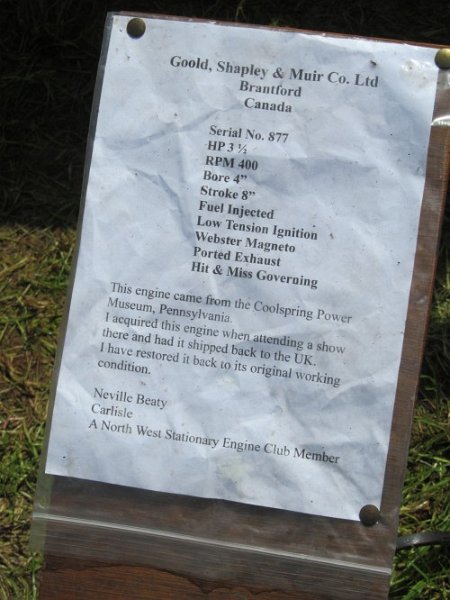 Goold, Shapley & Muir Co. Ltd
Brantford
Canada
Serial No. 877
HP 3 ½
RPM 400
Bore 4”
Stroke 8”
Fuel Injected
Low Tension Ignition
Webster Magneto
Ported Exhaust
Hit & Miss Governing
This engine came from the Coolspring Power
Museum, Pennsylvania.
I acquired this engine when attending a show
there and had it shipped back to the UK.
I have restored it back to its original working
condition.
Neville Beaty
Carlisle
A North West Stationary Engine Club Member